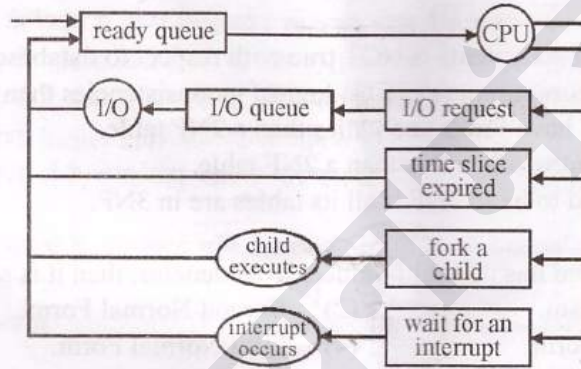 ready queue
CPU
I/O
I/O queue
I/O request
time slice
expired
child
executes
fork a
child
interrupt
occurs
wait for an
interrupt